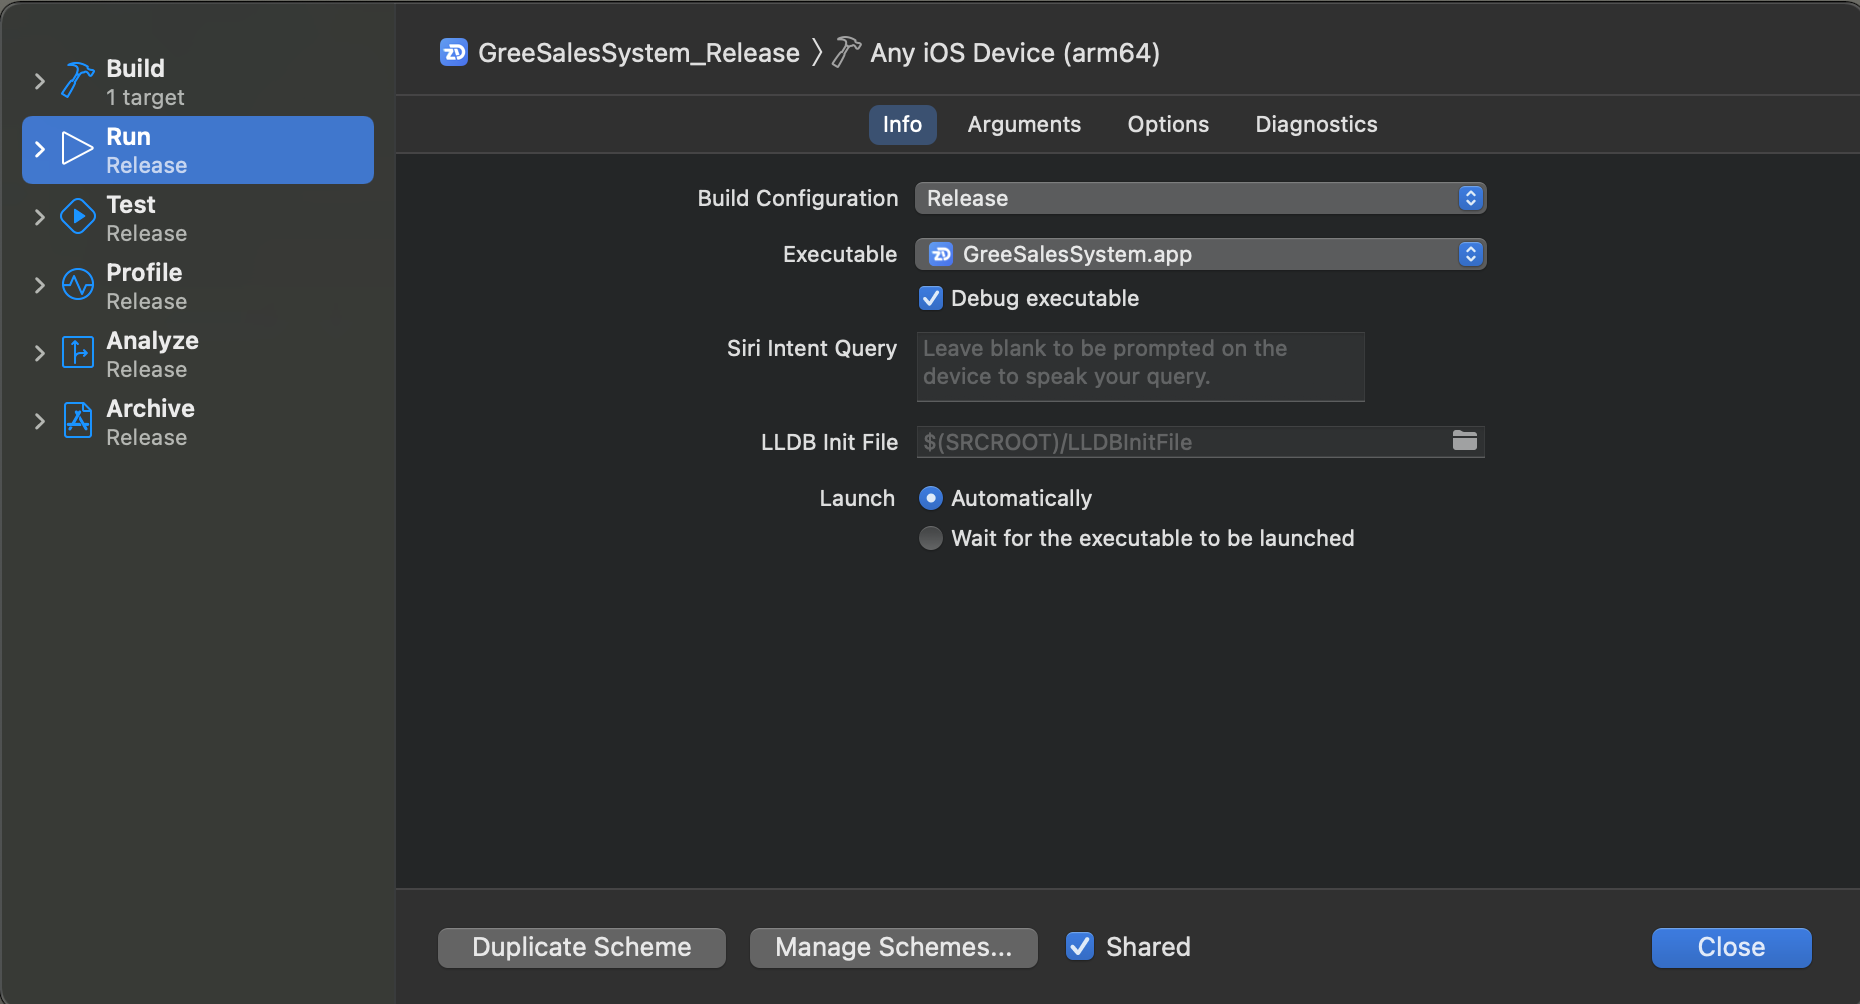 Build
1 target
Run
Release
Test
Release
Profile
Release
Analyze
Release
Archive
Release
GreeSalesSystem_Release 〉 Any iOS Device (arm64)
Info Arguments Options Diagnostics
Build Configuration Release
Executable GreeSalesSystem.app
Debug executable
Siri Intent Query Leave blank to be prompted on the
device to speak your query.
LLDB Init File $(SRCROOT)/LLDBInitFile
Launch Automatically
Wait for the executable to be launched
Duplicate Scheme Manage Schemes... Shared Close